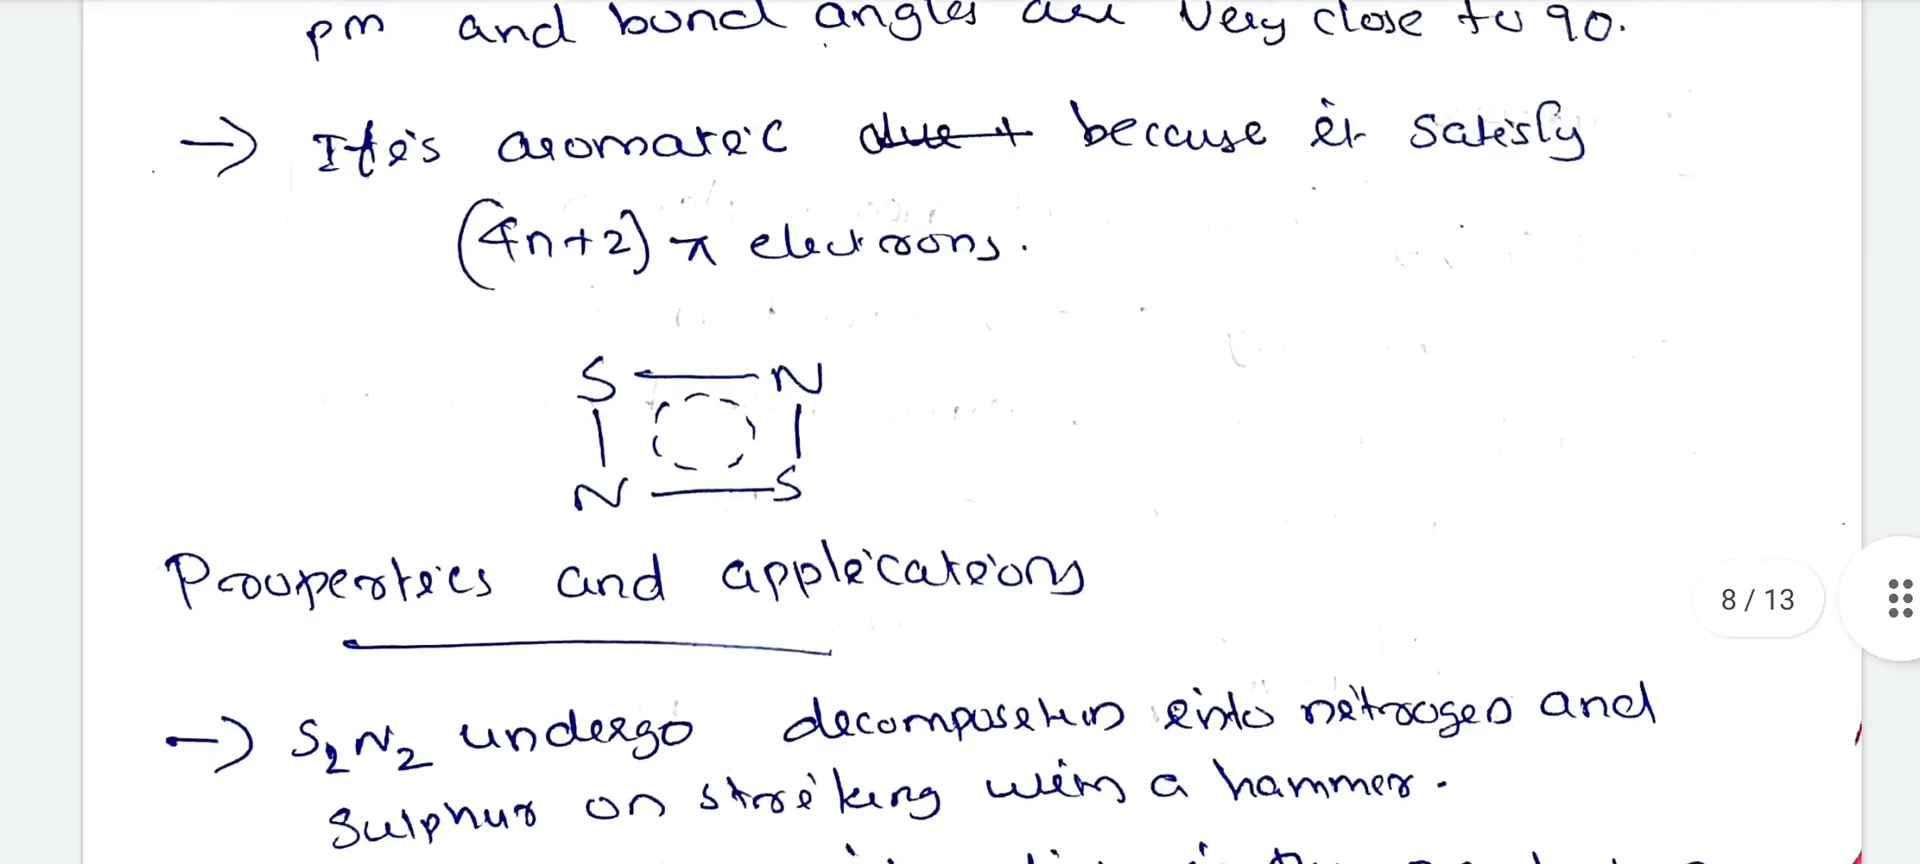 pm and bond angles are very close to 90.
→ It is aromatic because it satisfy
(4n+2) π electrons.
S — N
N — S
Properties and applications
→ S₂N₂ undergo decomposition into nitrogen and
8 / 13
Sulphur on striking with a hammer.